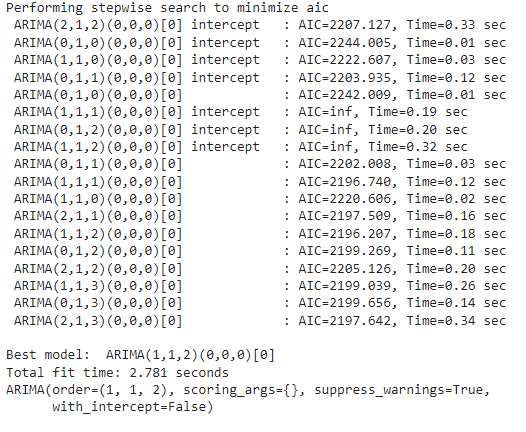 Performing stepwise search to minimize aic
ARIMA(2,1,2)(0,0,0)[0] intercept   : AIC=2207.127, Time=0.33 sec
ARIMA(0,1,0)(0,0,0)[0] intercept   : AIC=2244.005, Time=0.01 sec
ARIMA(1,1,0)(0,0,0)[0] intercept   : AIC=2222.607, Time=0.03 sec
ARIMA(0,1,1)(0,0,0)[0] intercept   : AIC=2203.935, Time=0.12 sec
ARIMA(0,1,0)(0,0,0)[0]             : AIC=2242.009, Time=0.01 sec
ARIMA(1,1,1)(0,0,0)[0] intercept   : AIC=inf, Time=0.19 sec
ARIMA(0,1,2)(0,0,0)[0] intercept   : AIC=inf, Time=0.20 sec
ARIMA(1,1,2)(0,0,0)[0] intercept   : AIC=inf, Time=0.32 sec
ARIMA(0,1,1)(0,0,0)[0]             : AIC=2202.008, Time=0.03 sec
ARIMA(1,1,1)(0,0,0)[0]             : AIC=2196.740, Time=0.12 sec
ARIMA(1,1,0)(0,0,0)[0]             : AIC=2220.606, Time=0.02 sec
ARIMA(2,1,1)(0,0,0)[0]             : AIC=2197.509, Time=0.16 sec
ARIMA(1,1,2)(0,0,0)[0]             : AIC=2196.207, Time=0.18 sec
ARIMA(0,1,2)(0,0,0)[0]             : AIC=2199.269, Time=0.11 sec
ARIMA(2,1,2)(0,0,0)[0]             : AIC=2205.126, Time=0.20 sec
ARIMA(1,1,3)(0,0,0)[0]             : AIC=2199.039, Time=0.26 sec
ARIMA(0,1,3)(0,0,0)[0]             : AIC=2199.656, Time=0.14 sec
ARIMA(2,1,3)(0,0,0)[0]             : AIC=2197.642, Time=0.34 sec
Best model:  ARIMA(1,1,2)(0,0,0)[0]
Total fit time: 2.781 seconds
ARIMA(order=(1, 1, 2), scoring_args={}, suppress_warnings=True,
with_intercept=False)